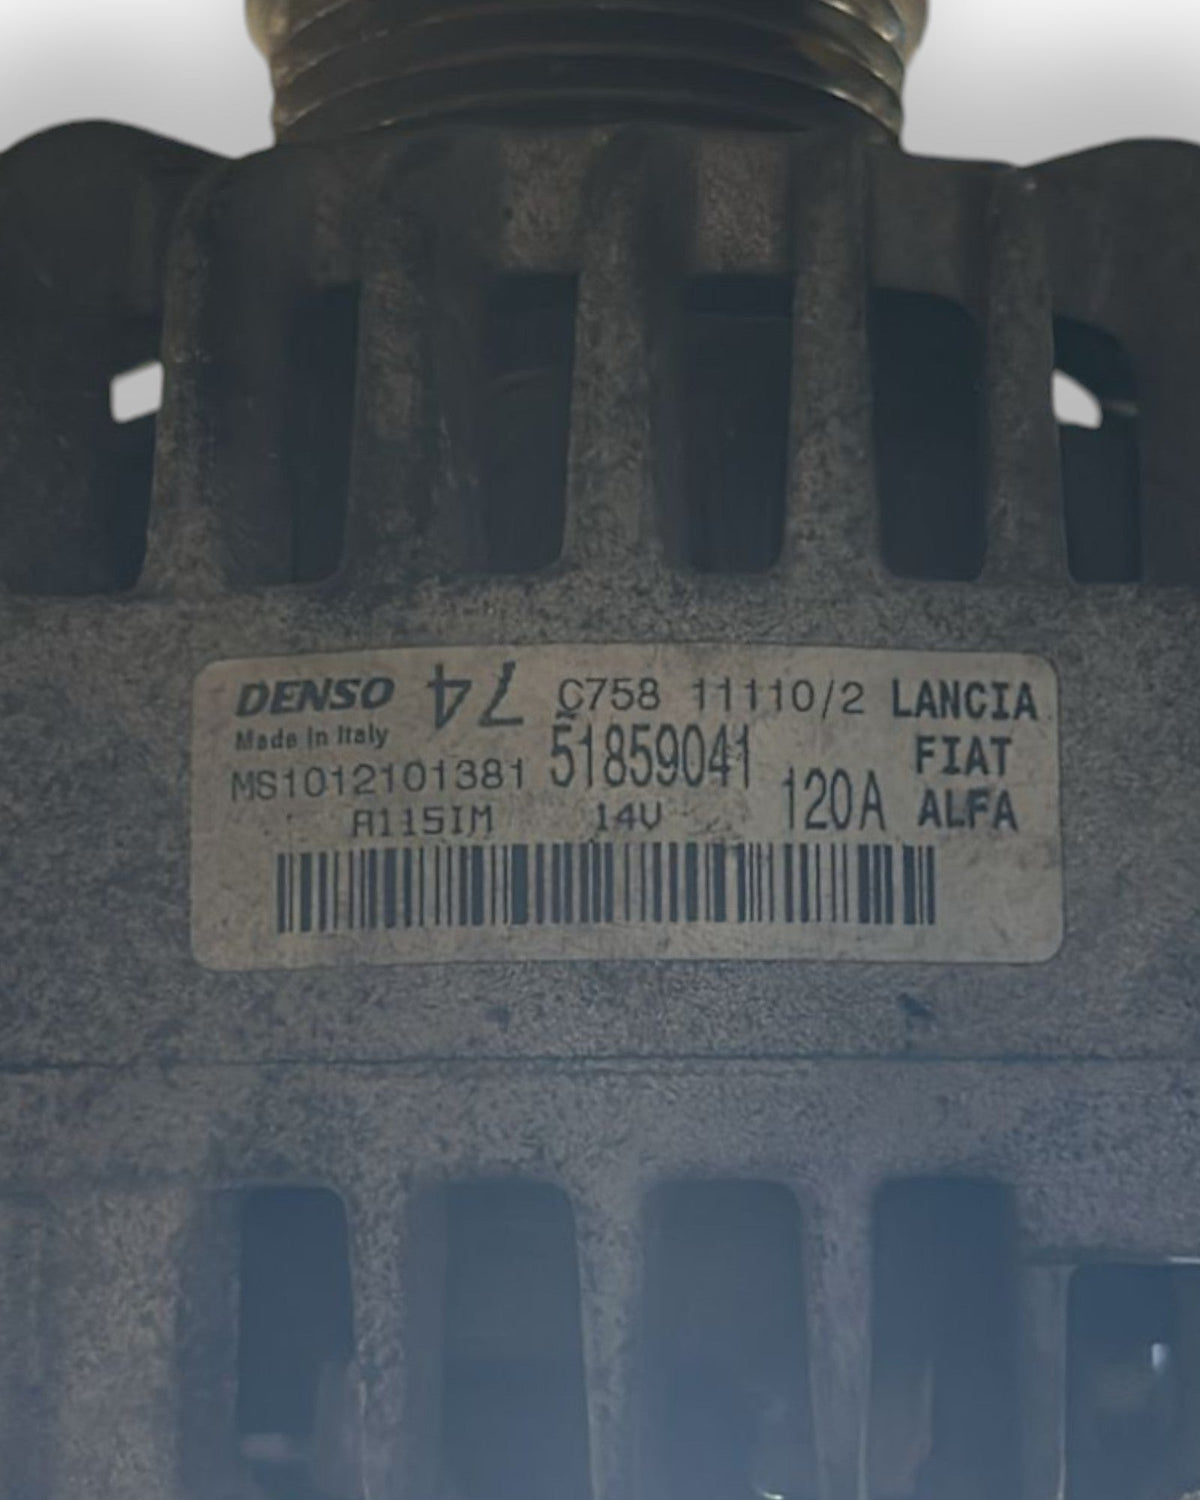 DENSO 74 C758 11110/2 LANCIA
Made in Italy 51859041 FIAT
MS1012101381 120A ALFA
A115IM 14V